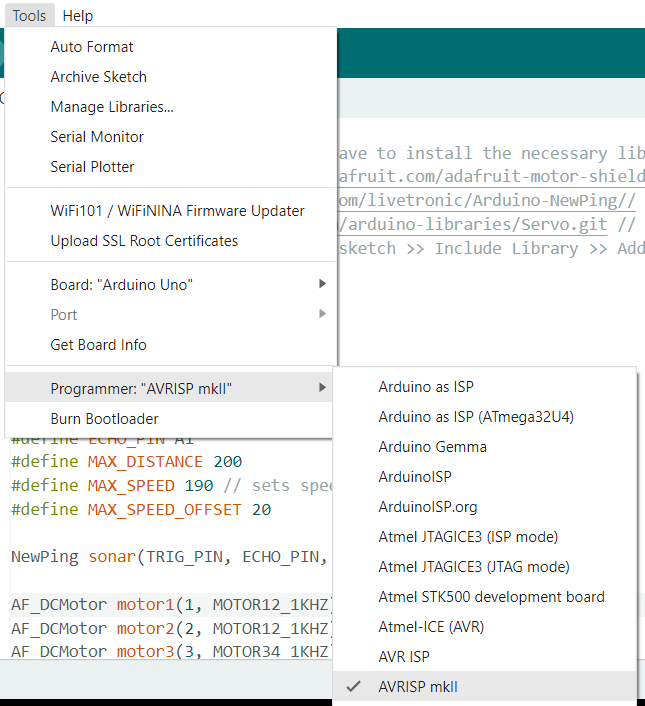 Tools Help
Auto Format
Archive Sketch
Manage Libraries...
Serial Monitor
Serial Plotter
WiFi101 / WiFiNINA Firmware Updater
Upload SSL Root Certificates
Board: "Arduino Uno"
Port
Get Board Info
Programmer: "AVRISP mkII"
Burn Bootloader
ave to install the necessary lib
afruit.com/adafruit-motor-shield
om/livetronic/Arduino-NewPing//
/arduino-libraries/Servo.git //
sketch >> Include Library >> Add
Arduino as ISP
Arduino as ISP (ATmega32U4)
Arduino Gemma
ArduinoISP
ArduinoISP.org
Atmel JTAGICE3 (ISP mode)
Atmel JTAGICE3 (JTAG mode)
Atmel STK500 development board
Atmel-ICE (AVR)
AVR ISP
AVRISP mkII
#define ECHO_PIN A1
#define MAX_DISTANCE 200
#define MAX_SPEED 190 // sets spee
#define MAX_SPEED_OFFSET 20
NewPing sonar(TRIG_PIN, ECHO_PIN,
AF_DCMotor motor1(1, MOTOR12_1KHZ)
AF_DCMotor motor2(2, MOTOR12_1KHZ)
AF_DCMotor motor3(3, MOTOR34_1KHZ)